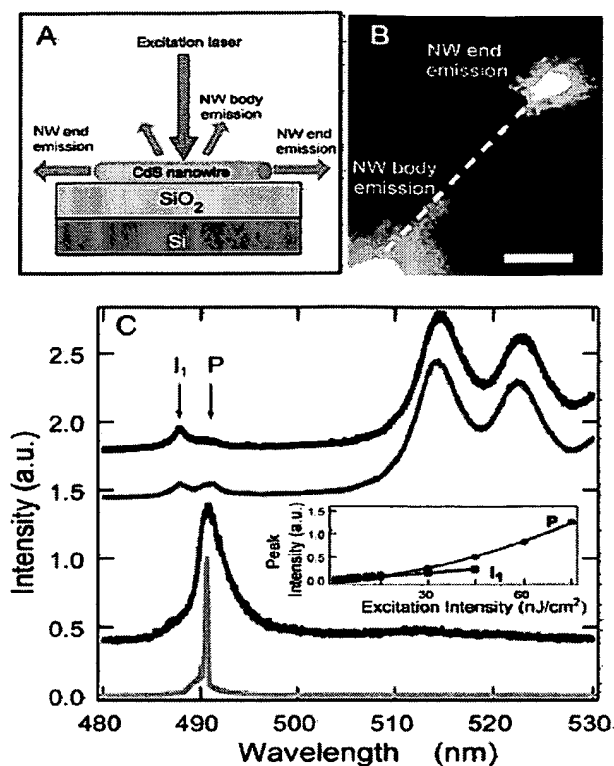 A
Excitation laser
NW body
emission
NW end
emission
NW end
emission
CdS nanowire
SiO2
Si
B
NW end
emission
NW body
emission
C
I1
P
2.5
2.0
1.5
1.0
0.5
0.0
Intensity (a.u.)
480
490
500
510
520
530
Wavelength (nm)
Peak
Intensity (a.u.)
1.5
1.0
0.5
0.0
0
15
30
45
60
75
P
I1
Excitation Intensity (nJ/cm2)